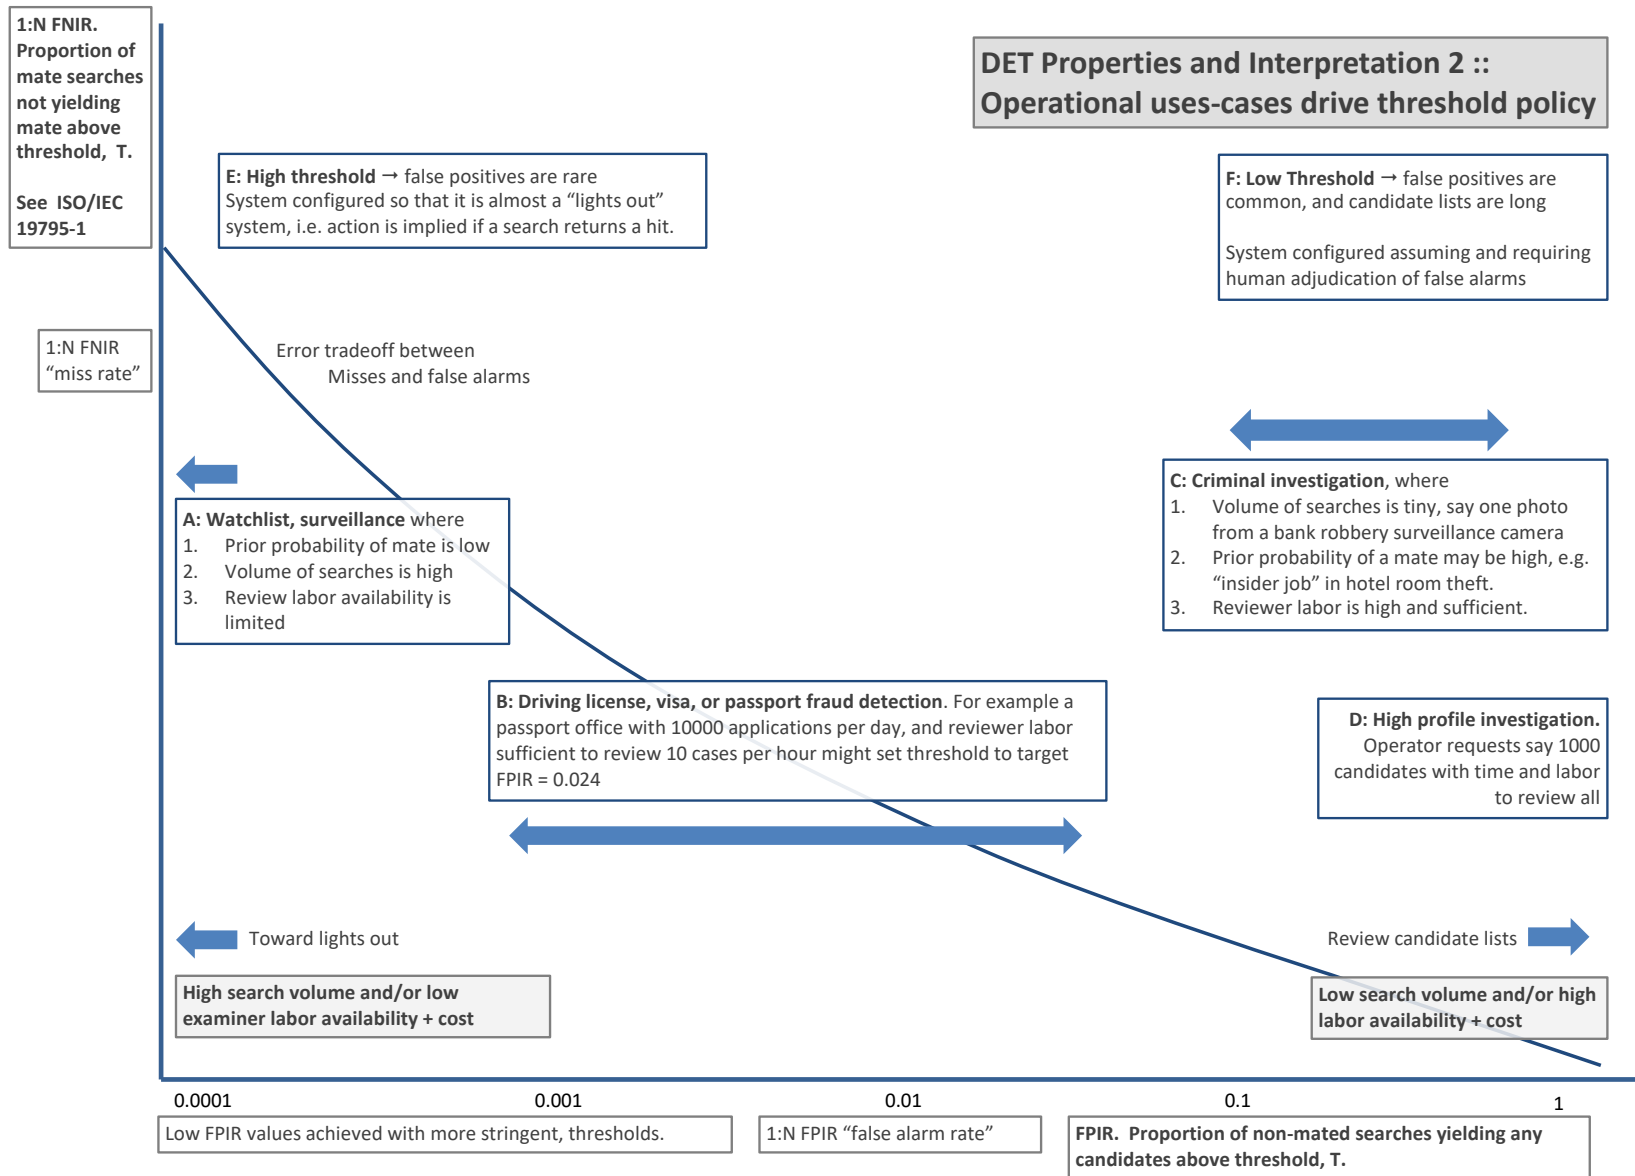 1:N FNIR.
Proportion of
mate searches
not yielding
mate above
threshold, T.
See ISO/IEC
19795-1
DET Properties and Interpretation 2 ::
Operational uses-cases drive threshold policy
E: High threshold → false positives are rare
System configured so that it is almost a “lights out”
system, i.e. action is implied if a search returns a hit.
F: Low Threshold → false positives are
common, and candidate lists are long
System configured assuming and requiring
human adjudication of false alarms
1:N FNIR
“miss rate”
Error tradeoff between
Misses and false alarms
A: Watchlist, surveillance where
1. Prior probability of mate is low
2. Volume of searches is high
3. Review labor availability is
limited
C: Criminal investigation, where
1. Volume of searches is tiny, say one photo
from a bank robbery surveillance camera
2. Prior probability of a mate may be high, e.g.
“insider job” in hotel room theft.
3. Reviewer labor is high and sufficient.
B: Driving license, visa, or passport fraud detection. For example a
passport office with 10000 applications per day, and reviewer labor
sufficient to review 10 cases per hour might set threshold to target
FPIR = 0.024
D: High profile investigation.
Operator requests say 1000
candidates with time and labor
to review all
Toward lights out
Review candidate lists
High search volume and/or low
examiner labor availability + cost
Low search volume and/or high
labor availability + cost
0.0001
0.001
0.01
0.1
1
Low FPIR values achieved with more stringent, thresholds.
1:N FPIR “false alarm rate”
FPIR. Proportion of non-mated searches yielding any
candidates above threshold, T.